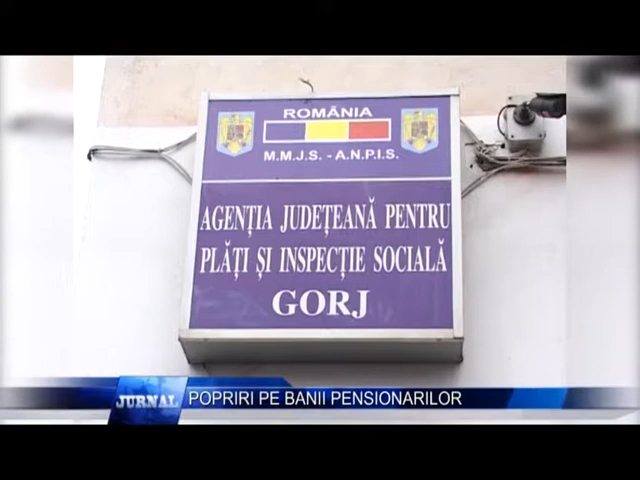 ROMÂNIA
M.M.J.S. - A.N.P.I.S.
AGENȚIA JUDEȚEANĂ PENTRU
PLĂȚI ȘI INSPECȚIE SOCIALĂ
GORJ
JURNAL
POPRIRI PE BANII PENSIONARILOR